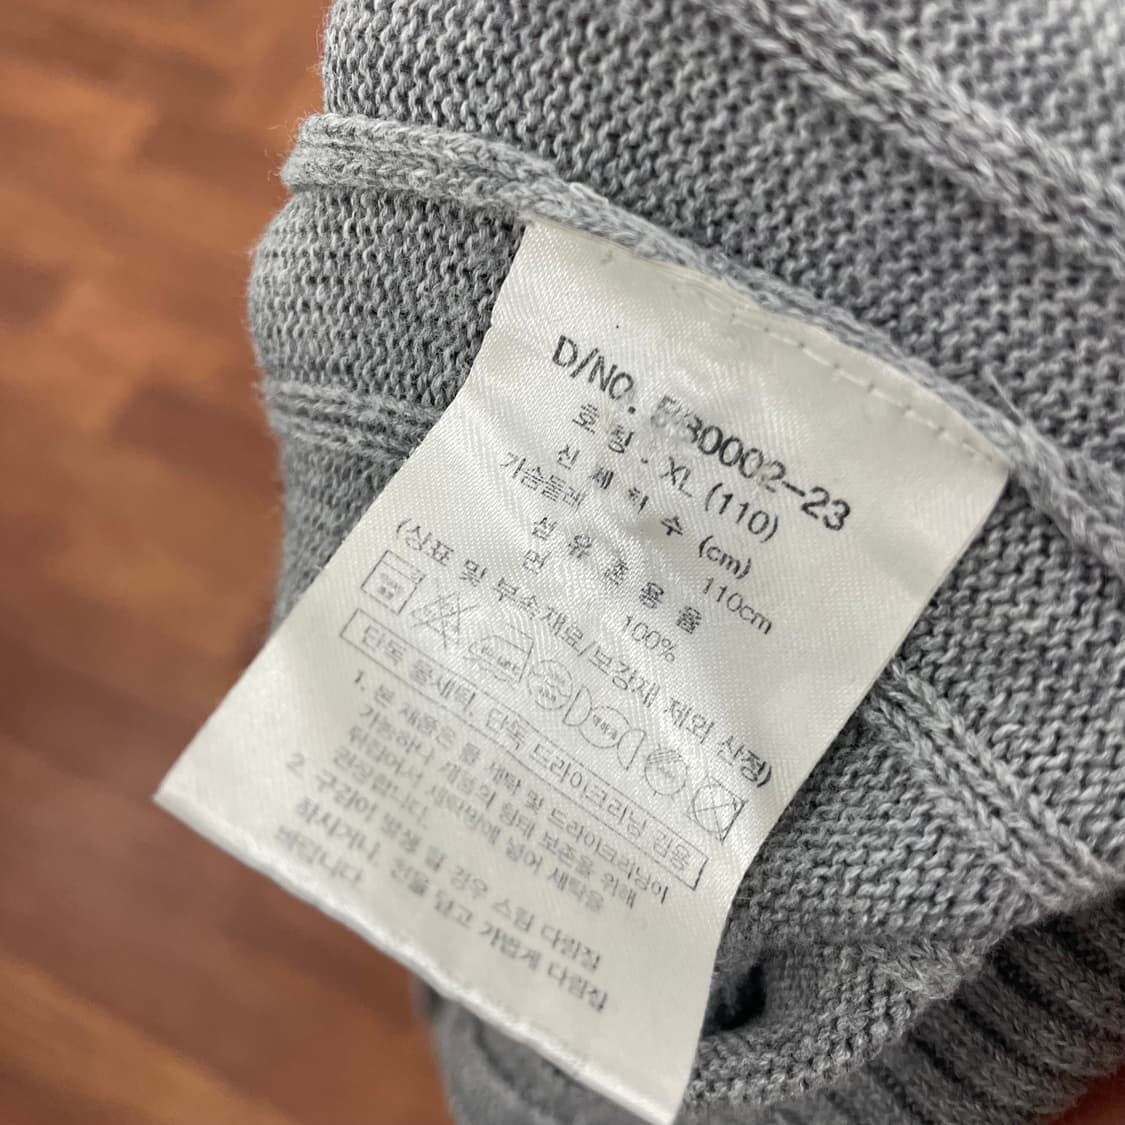 D/NO. 0002-23
호 칭 . XL (110)
신 체 치 수 (cm)
가슴둘레 110cm
섬 유 혼 용 율
면 100%
(상표 및 부속재료/보강재 제외 산정)
단독 물세탁, 단독 드라이크리닝 겸용
1. 본 제품은 물 세탁 및 드라이크리닝이
가능하나 제품의 형태 보존을 위해
뒤집어서 세탁망에 넣어 세탁을
권장합니다.
2. 구김이 발생 할 경우 스팀 다림질
하시거나, 천을 덮고 가볍게 다림질
바랍니다.